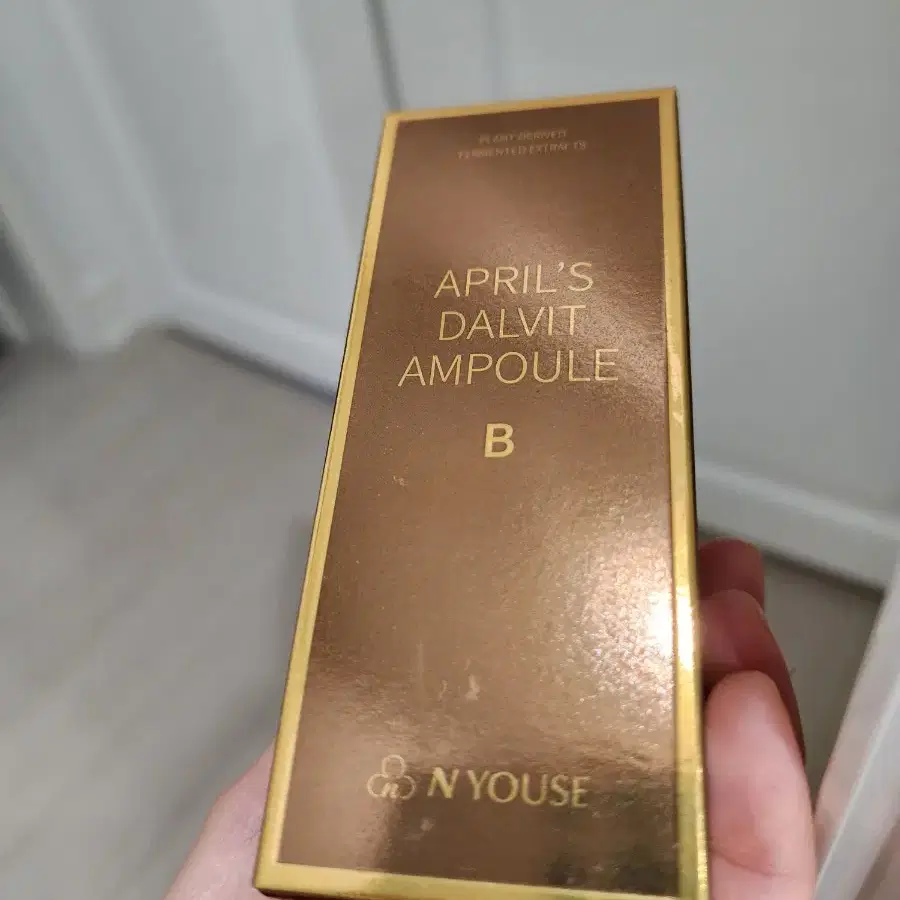 PLANT DERIVED
FERMENTED EXTRACTS
APRIL'S
DALVIT
AMPOULE
B
n N YOUSE